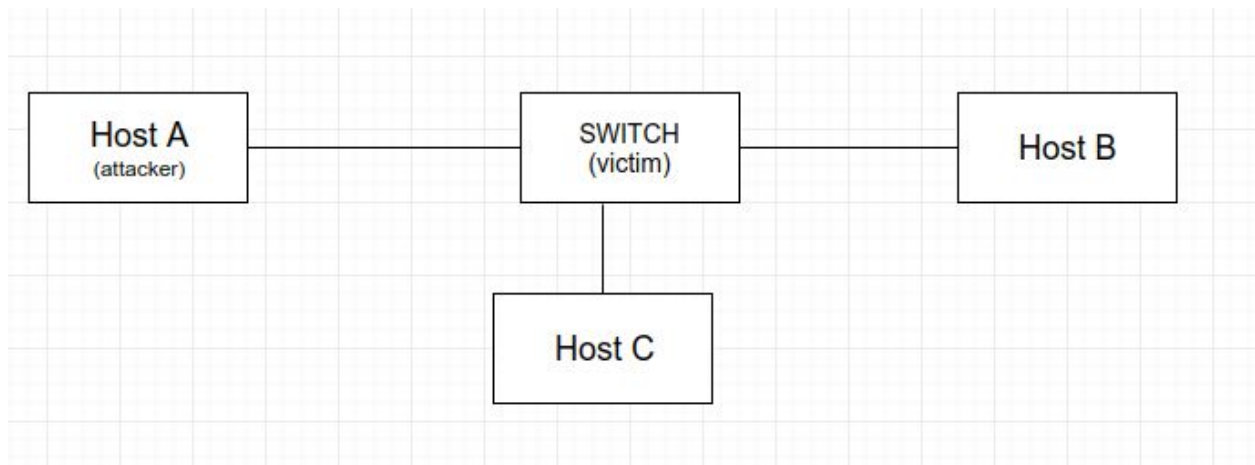 Host A
(attacker)
SWITCH
(victim)
Host B
Host C